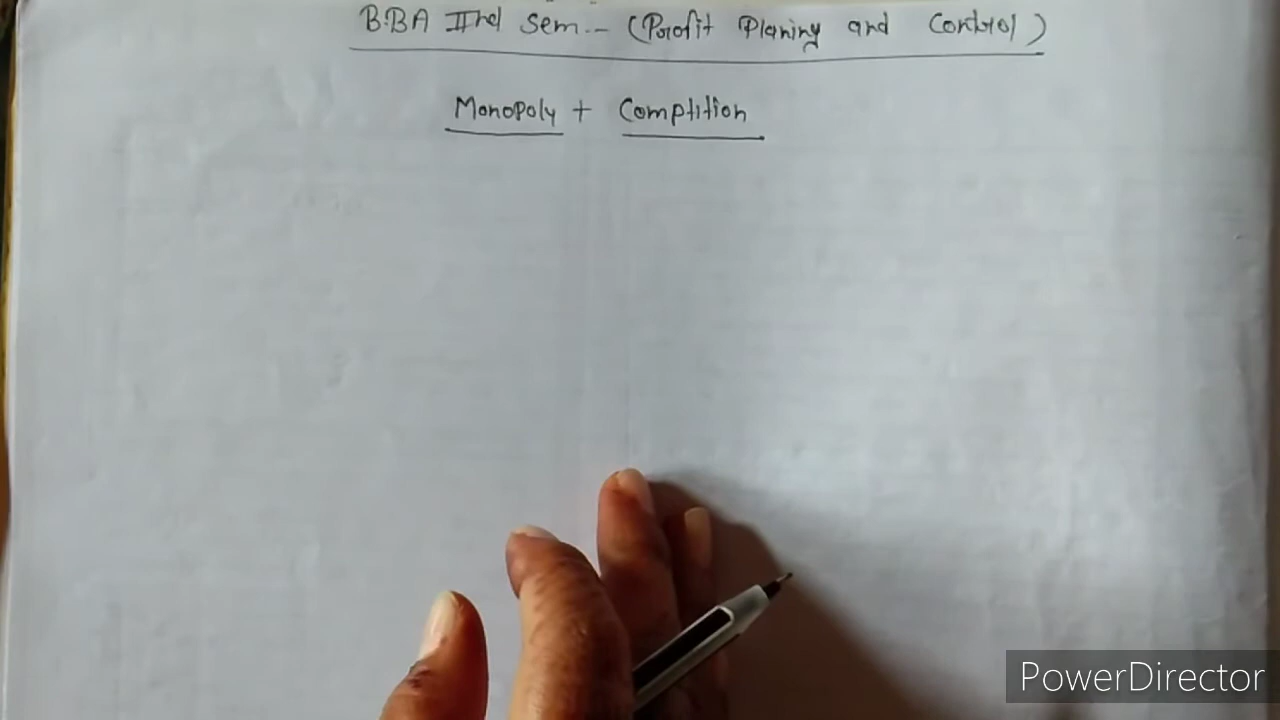 B.BA IInd Sem.- (Profit Planing and Control)
Monopoly + Comptition
PowerDirector